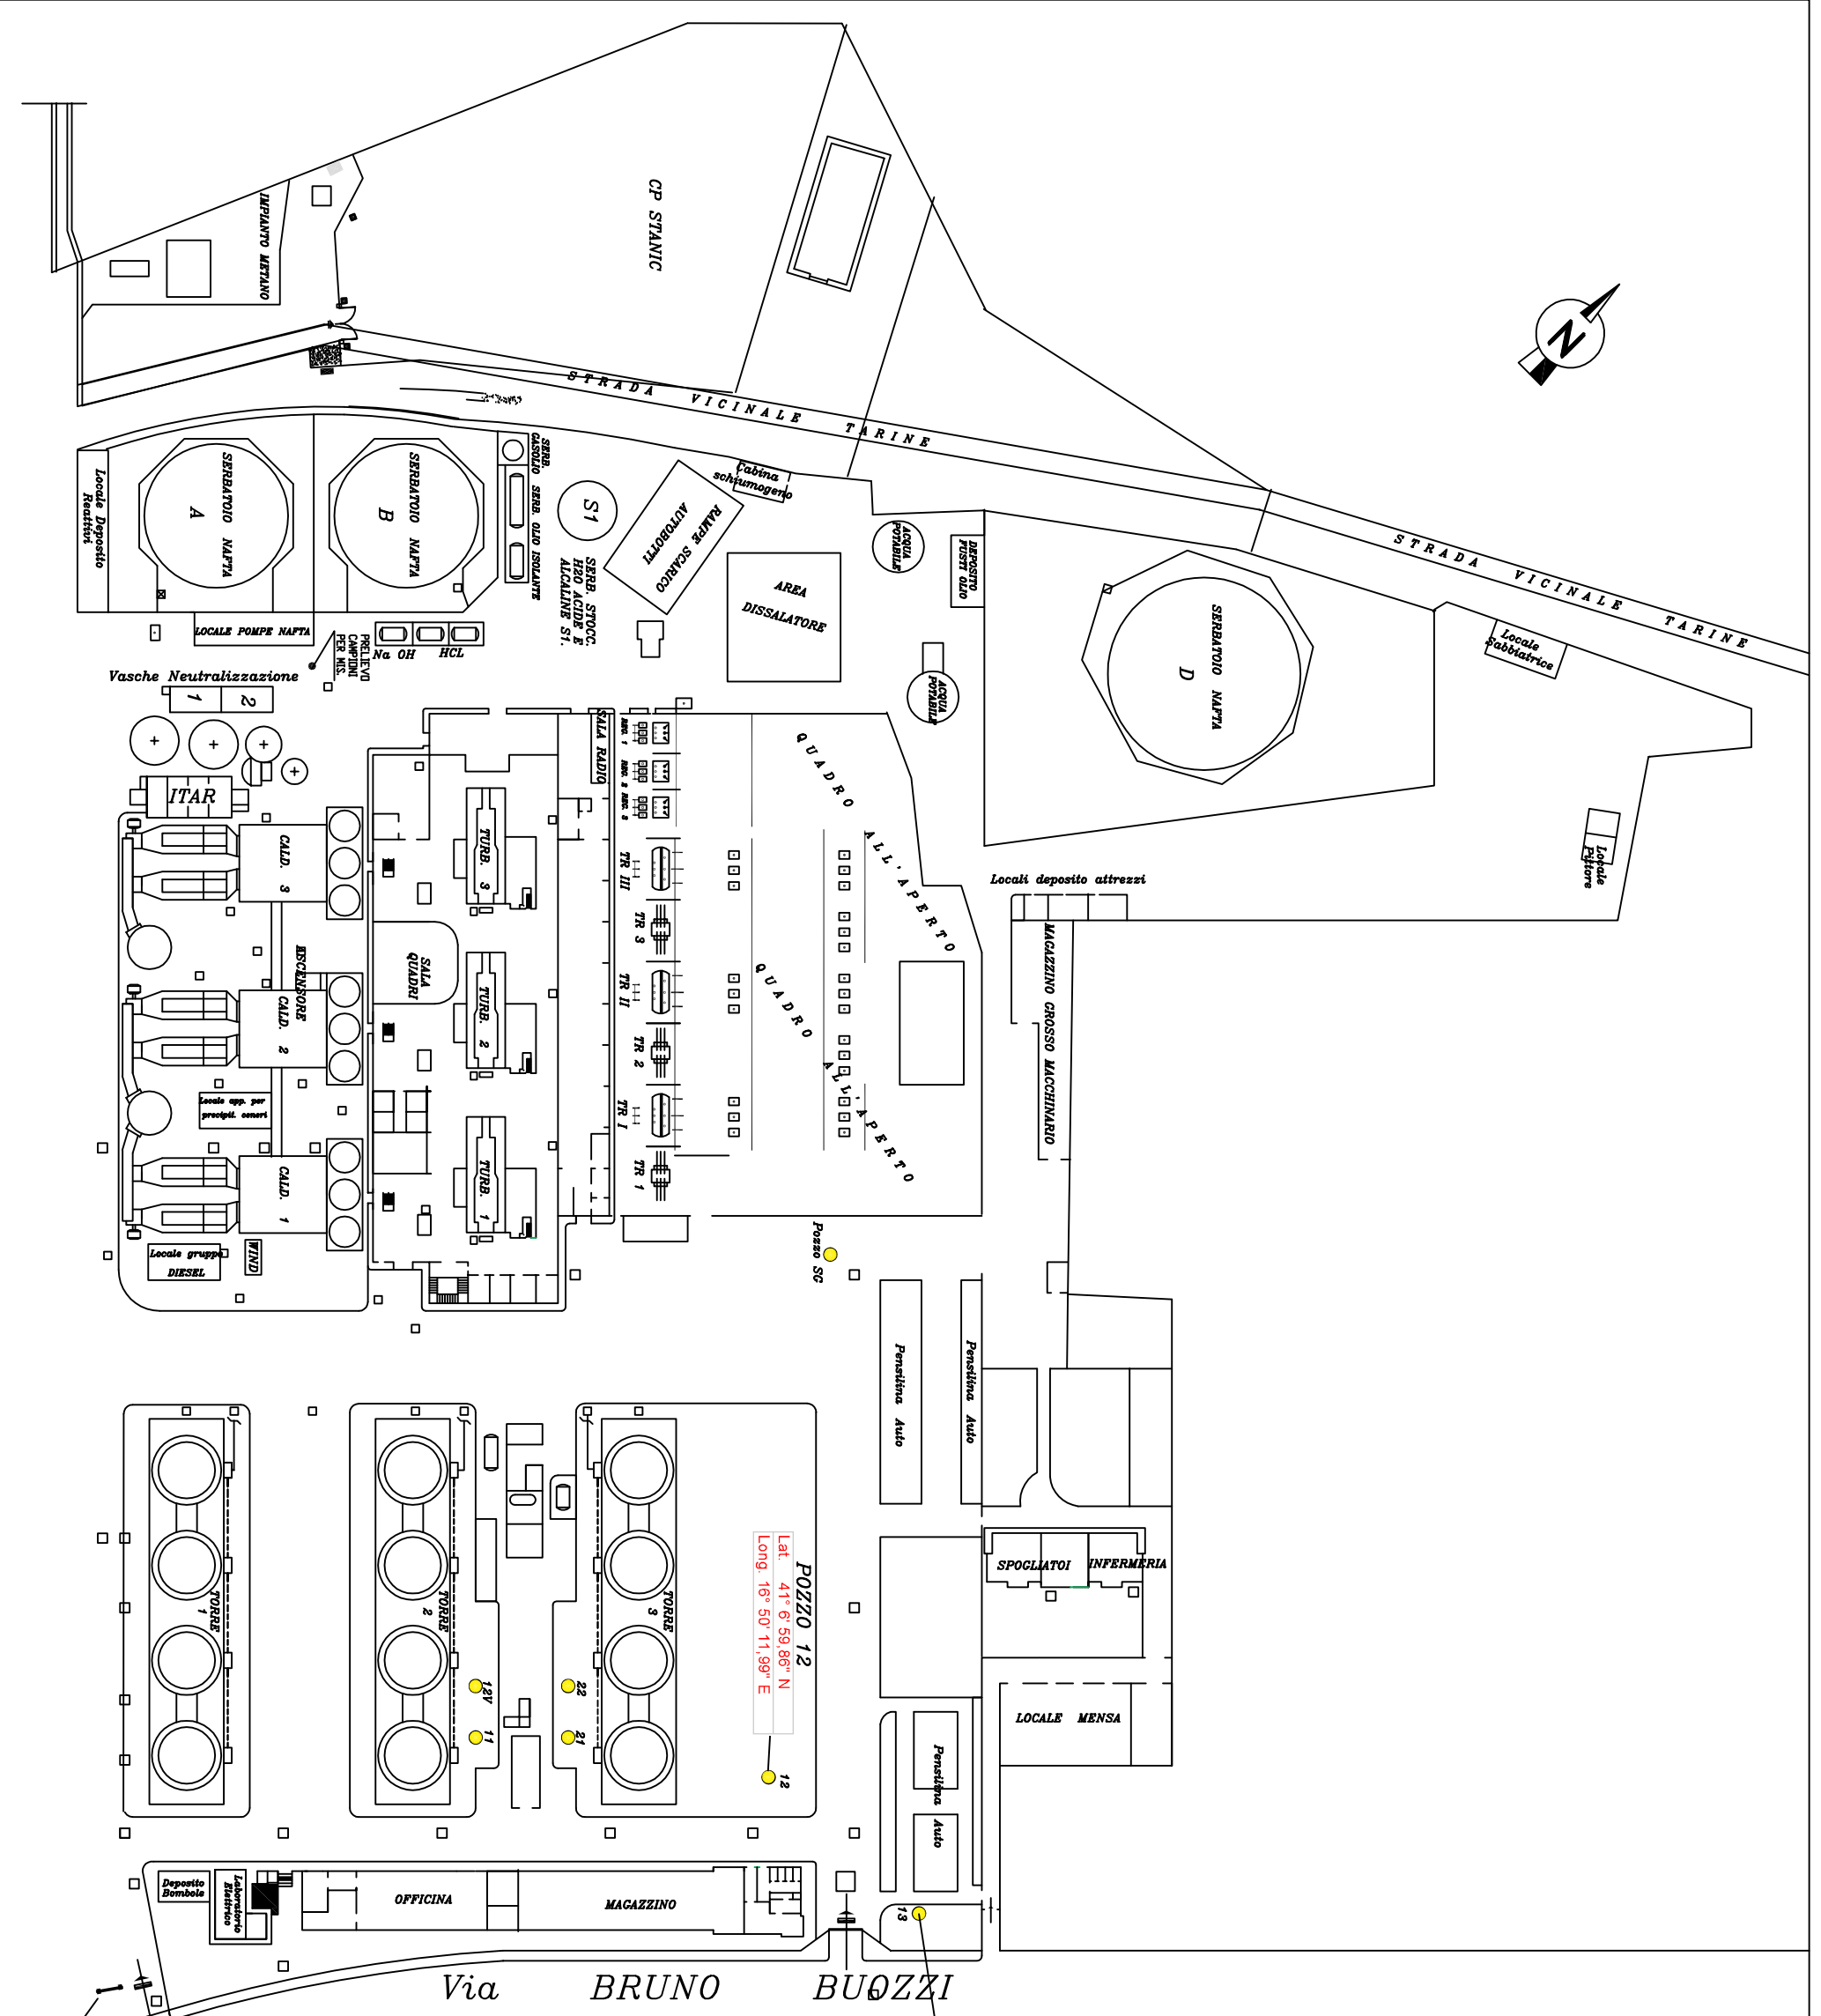 CP STANIC
IMPIANTO METANO
N
STRADA VICINALE TARINE
STRADA VICINALE TARINE
Locale Deposito
Reattivi
SERBATOIO NAFTA
A
SERBATOIO NAFTA
B
SERB.
GASOLIO
SERB. OLIO ISOLANTE
S1
SERB. STOCC.
H2O ACIDE E
ALCALINE S1.
RAMPE SCARICO
AUTOBOTTI
Cabina
schiumogeno
AREA
DISSALATORE
ACQUA
POTABILE
DEPOSITO
FUSTI OLIO
ACQUA
POTABILE
SERBATOIO NAFTA
D
Locale
Sabbiatrice
Locale
Pittore
LOCALE POMPE NAFTA
PRELIEVO
CAMPIONI
PER MIS.
Na OH
HCL
Vasche Neutralizzazione
1
2
ITAR
SALA RADIO
REG. 1
REG. 2
REG. 3
QUADRO ALL'APERTO
QUADRO ALL'APERTO
CALD. 3
TURB. 3
TR III
TR 3
Locali deposito attrezzi
MAGAZZINO GROSSO MACCHINARIO
ASCENSORE
SALA
QUADRI
CALD. 2
TURB. 2
TR II
TR 2
Locale app. per
precipit. ceneri
CALD. 1
TURB. 1
TR I
TR 1
Locale gruppo
DIESEL
WIND
Pozzo SG
Pensilina Auto
Pensilina Auto
SPOGLIATOI
INFERMERIA
TORRE
1
TORRE
2
TORRE
3
POZZO 12
Lat. 41° 6' 59,86" N
Long. 16° 50' 11,99" E
12V
11
22
21
12
LOCALE MENSA
Pensilina Auto
13
Deposito
Bombole
Laboratorio
Elettrico
OFFICINA
MAGAZZINO
Via BRUNO BUOZZI